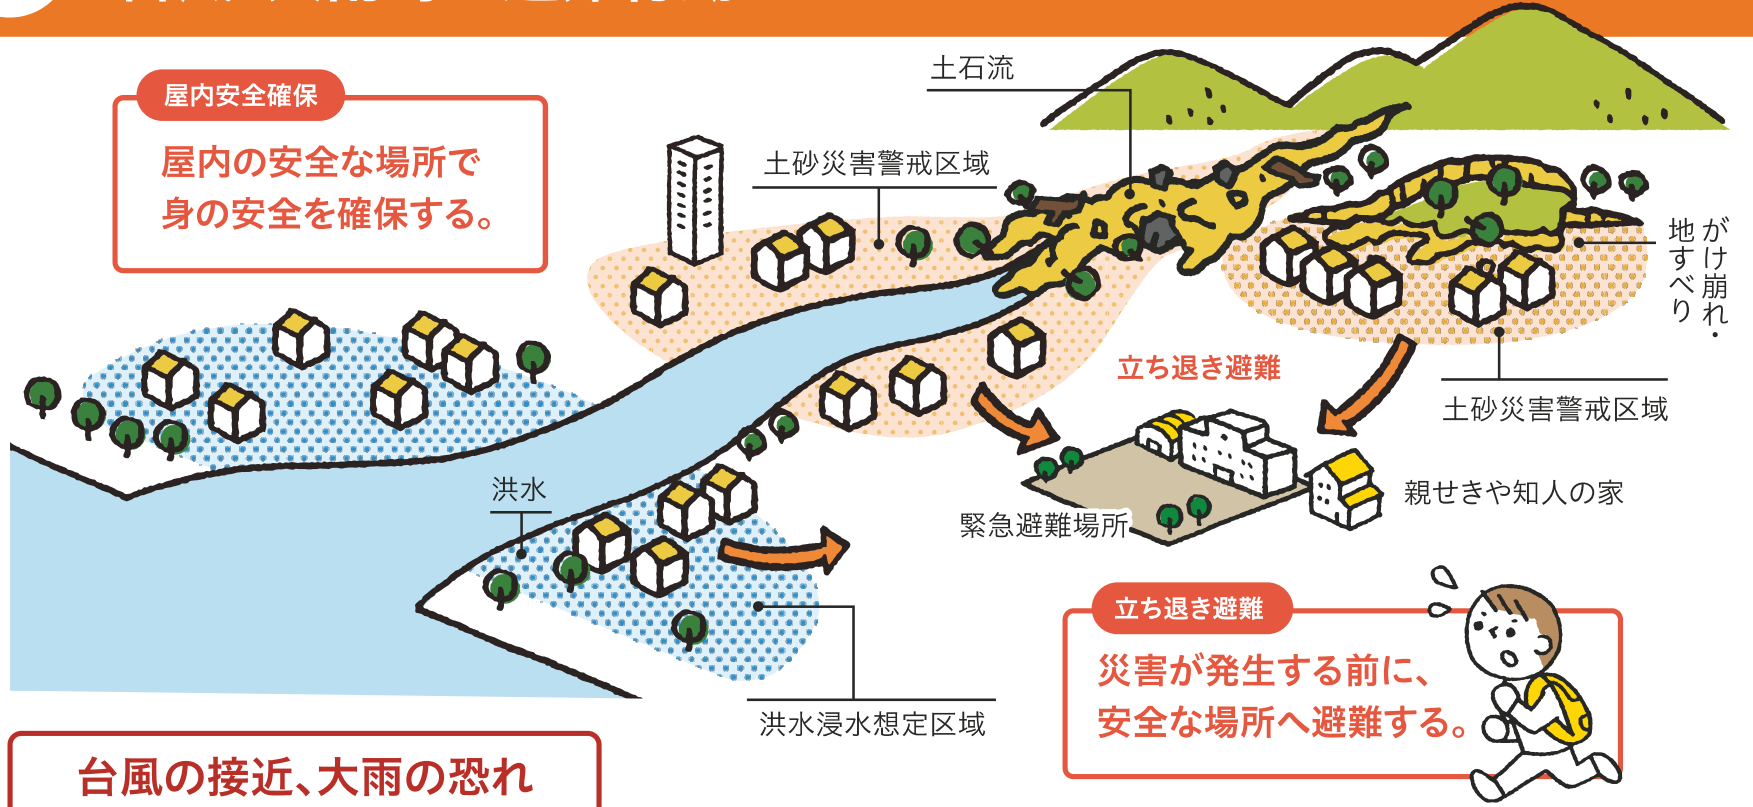 土石流
屋内安全確保
屋内の安全な場所で
身の安全を確保する。
土砂災害警戒区域
がけ崩れ・
地すべり
立ち退き避難
土砂災害警戒区域
洪水
親せきや知人の家
緊急避難場所
立ち退き避難
災害が発生する前に、
安全な場所へ避難する。
洪水浸水想定区域
台風の接近、大雨の恐れ